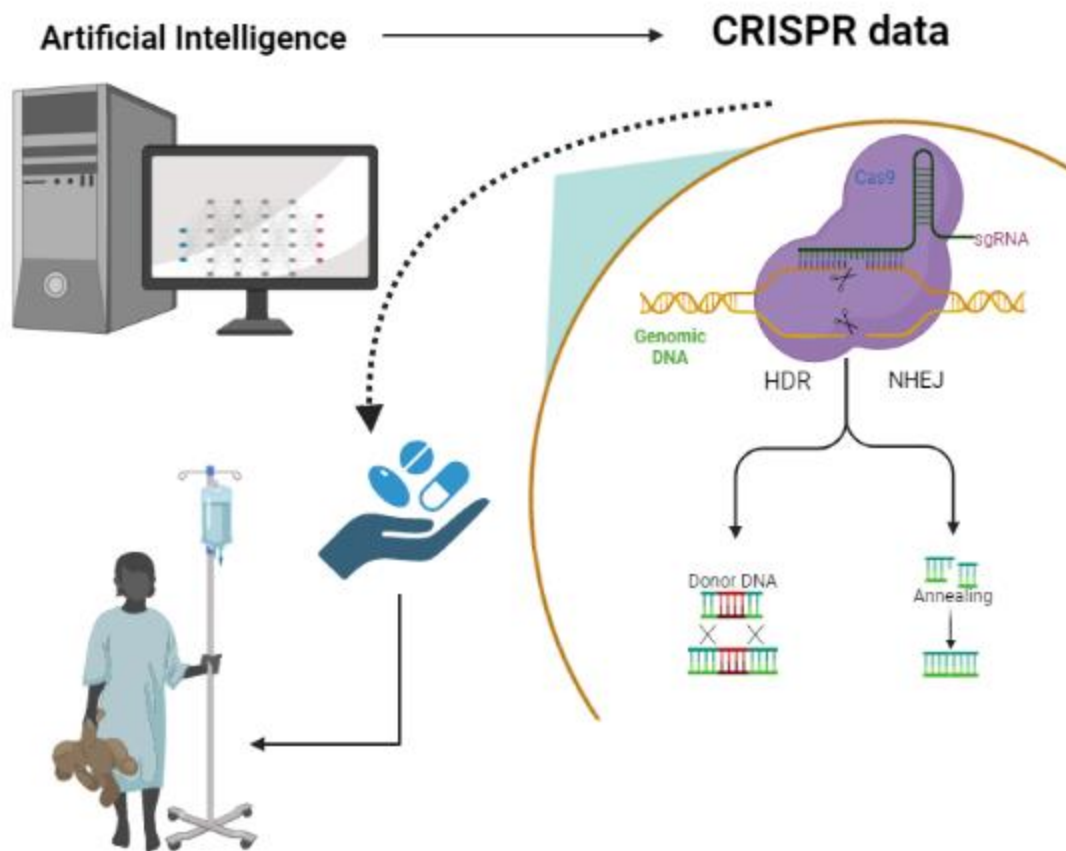 Artificial Intelligence
CRISPR data
Cas9
sgRNA
Genomic
DNA
HDR
NHEJ
Donor DNA
Annealing